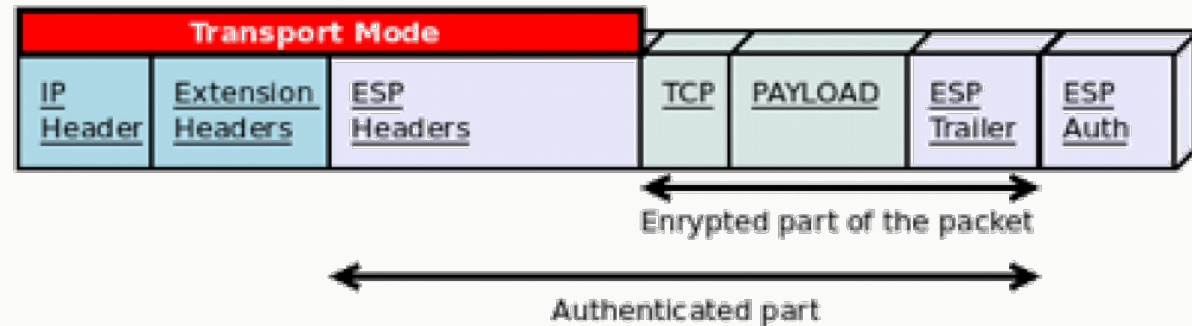 Transport Mode
IP Header
Extension Headers
ESP Headers
TCP
PAYLOAD
ESP Trailer
ESP Auth
Enrypted part of the packet
Authenticated part